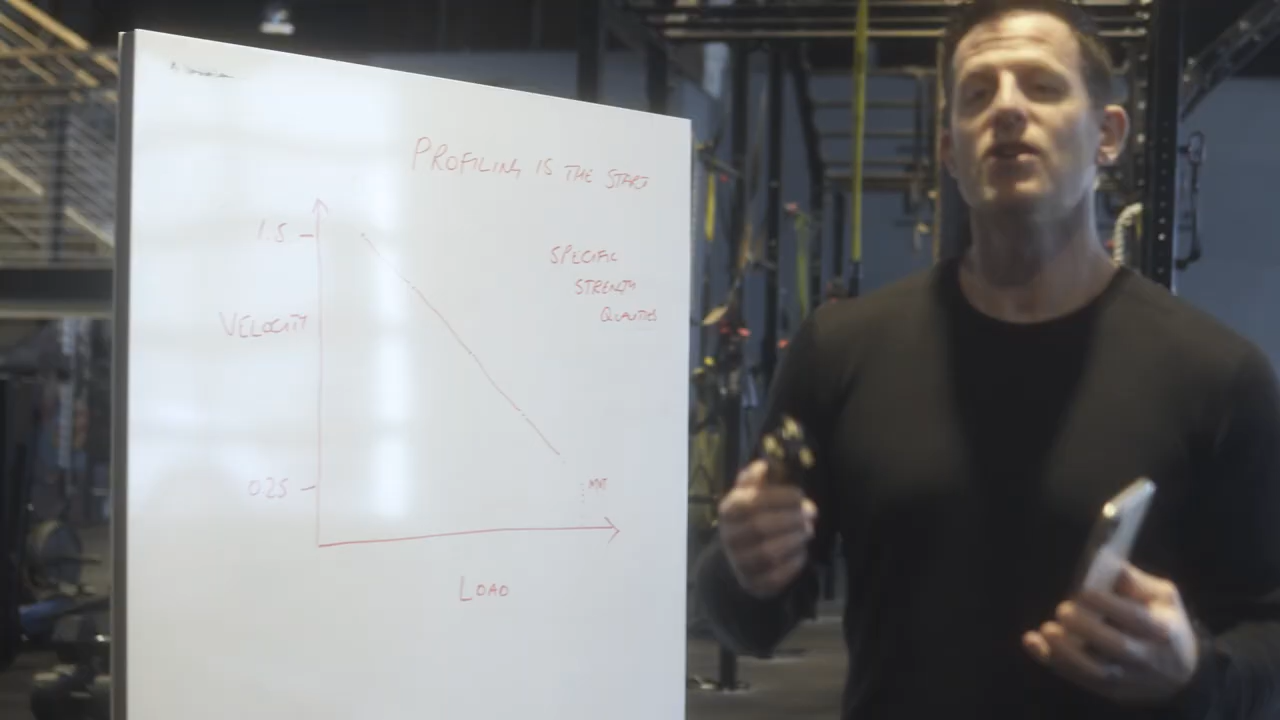 PROFILING IS THE START
1.5
SPECIFIC
STRENGTH
QUALITIES
VELOCITY
0.25
LOAD